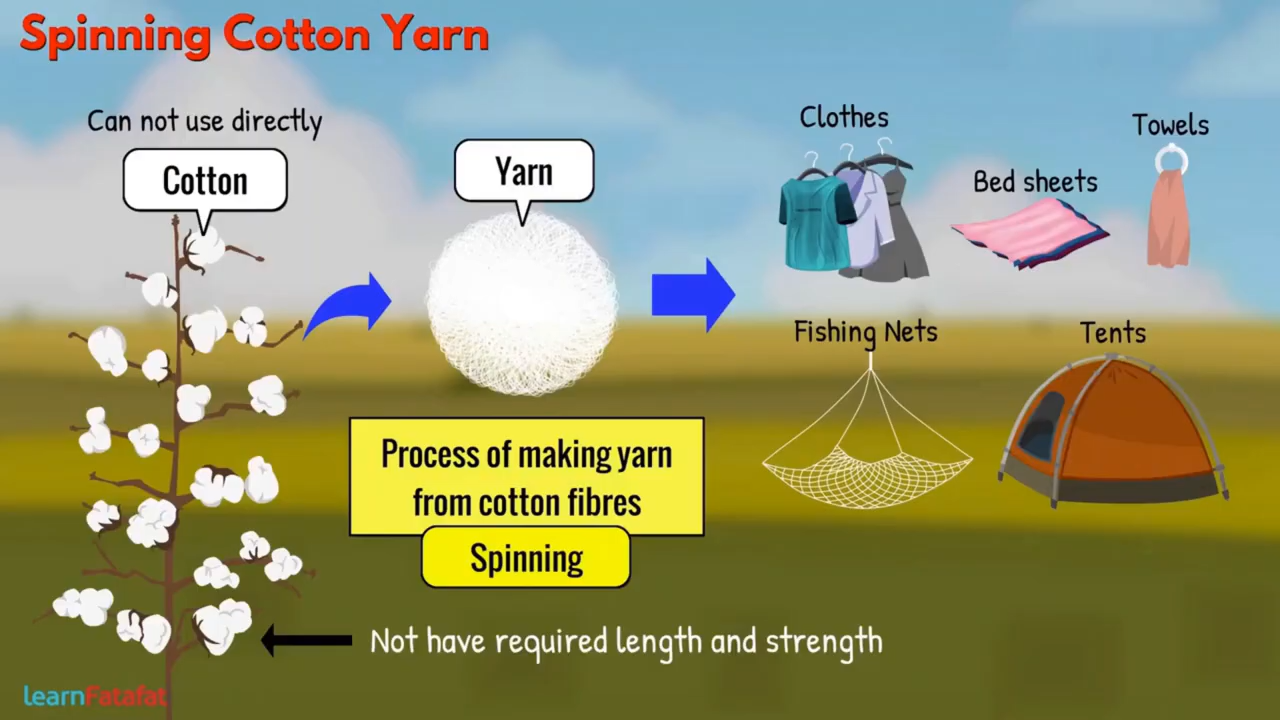 Spinning Cotton Yarn
Can not use directly
Cotton
Yarn
Clothes
Bed sheets
Towels
Fishing Nets
Tents
Process of making yarn
from cotton fibres
Spinning
Not have required length and strength
learnFatafat